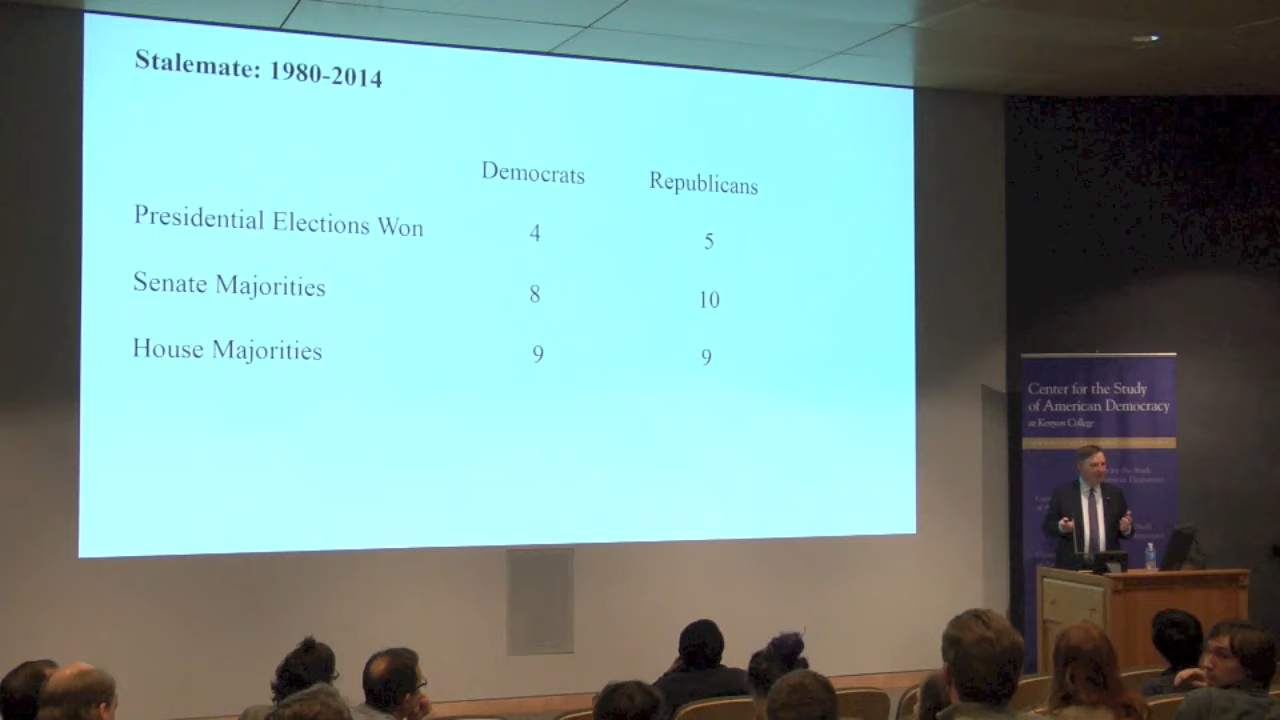 Stalemate: 1980-2014
Democrats Republicans
Presidential Elections Won 4 5
Senate Majorities 8 10
House Majorities 9 9
Center for the Study
of American Democracy
at Kenyon College